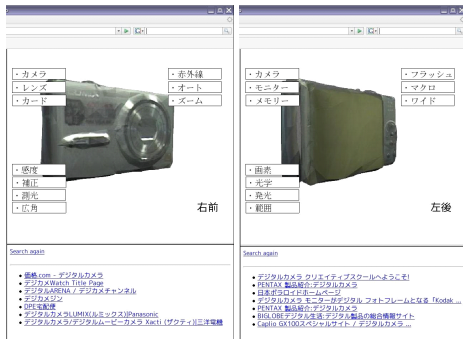 ・カメラ
・レンズ
・カード
・赤外線
・オート
・ズーム
・感度
・補正
・測光
・広角
右前
Search again
価格.com - デジタルカメラ
デジカメWatch Title Page
デジタルARENA / デジカメチャンネル
デジカメジン
DPE宅配便
デジタルカメラLUMIX(ルミックス)|Panasonic
デジタルカメラ/デジタルムービーカメラ Xacti (ザクティ)|三洋電機
・カメラ
・モニター
・メモリー
・フラッシュ
・マクロ
・ワイド
・画素
・光学
・発光
・範囲
左後
Search again
デジタルカメラ クリエイティブスクールへようこそ!
PENTAX 製品紹介:デジタルカメラ
日本ポラロイドホームページ
デジタルカメラ モニターがデジタル フォトフレームとなる「Kodak ...
PENTAX 製品紹介:デジタルカメラ
BIGLOBEデジタル生活:デジタル製品の総合情報サイト
Caplio GX100スペシャルサイト / デジタルカメラ ...